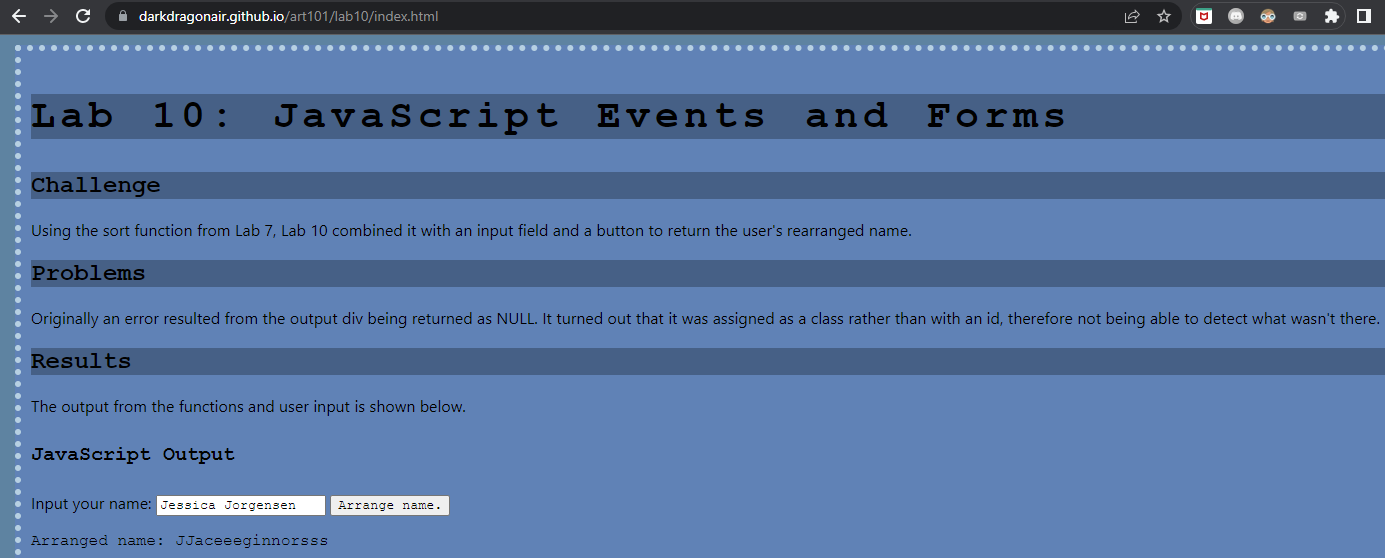 darkdragonair.github.io/art101/lab10/index.html
Lab 10: JavaScript Events and Forms
Challenge
Using the sort function from Lab 7, Lab 10 combined it with an input field and a button to return the user's rearranged name.
Problems
Originally an error resulted from the output div being returned as NULL. It turned out that it was assigned as a class rather than with an id, therefore not being able to detect what wasn't there.
Results
The output from the functions and user input is shown below.
JavaScript Output
Input your name: Jessica Jorgensen Arrange name.
Arranged name: JJaceeeginnorsss